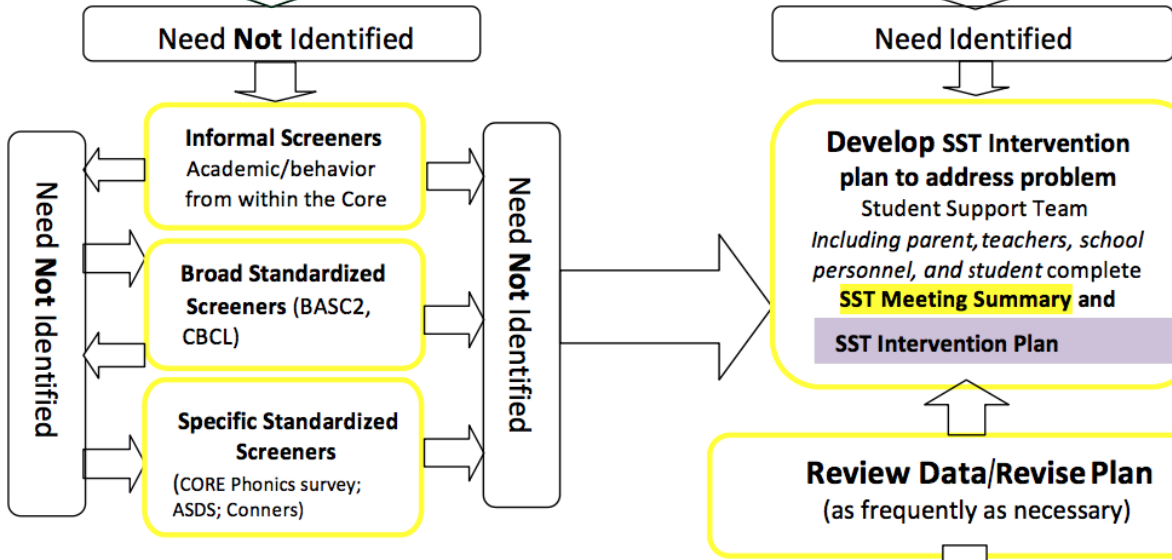 Need Not Identified
Need Identified
Informal Screeners
Academic/behavior
from within the Core
Need Not Identified
Broad Standardized
Screeners (BASC2,
CBCL)
Specific Standardized
Screeners
(CORE Phonics survey;
ASDS; Conners)
Need Not Identified
Develop SST Intervention
plan to address problem
Student Support Team
Including parent, teachers, school
personnel, and student complete
SST Meeting Summary and
SST Intervention Plan
Review Data/Revise Plan
(as frequently as necessary)